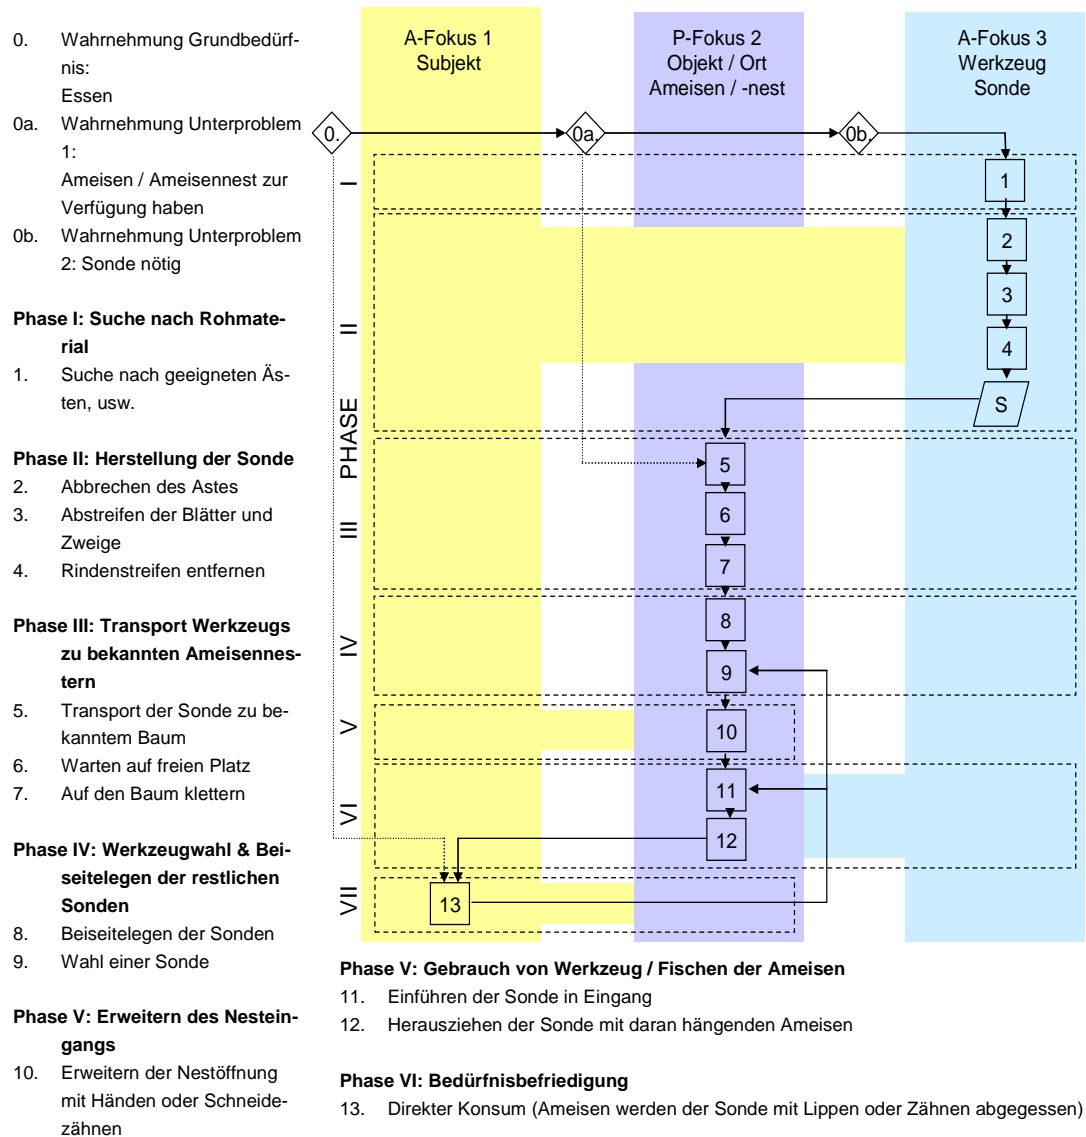 0. Wahrnehmung Grundbedürf-
nis:
Essen
0a. Wahrnehmung Unterproblem
1:
Ameisen / Ameisennest zur
Verfügung haben
0b. Wahrnehmung Unterproblem
2: Sonde nötig
Phase I: Suche nach Rohmate-
rial
1. Suche nach geeigneten Äs-
ten, usw.
Phase II: Herstellung der Sonde
2. Abbrechen des Astes
3. Abstreifen der Blätter und
Zweige
4. Rindenstreifen entfernen
Phase III: Transport Werkzeugs
zu bekannten Ameisennes-
tern
5. Transport der Sonde zu be-
kanntem Baum
6. Warten auf freien Platz
7. Auf den Baum klettern
Phase IV: Werkzeugwahl & Bei-
seitelegen der restlichen
Sonden
8. Beiseitelegen der Sonden
9. Wahl einer Sonde
Phase V: Erweitern des Nestein-
gangs
10. Erweitern der Nestöffnung
mit Händen oder Schneide-
zähnen
A-Fokus 1
Subjekt
P-Fokus 2
Objekt / Ort
Ameisen / -nest
A-Fokus 3
Werkzeug
Sonde
0.
0a.
0b.
PHASE
I
II
III
IV
V
VI
VII
1
2
3
4
S
5
6
7
8
9
10
11
12
13
Phase V: Gebrauch von Werkzeug / Fischen der Ameisen
11. Einführen der Sonde in Eingang
12. Herausziehen der Sonde mit daran hängenden Ameisen
Phase VI: Bedürfnisbefriedigung
13. Direkter Konsum (Ameisen werden der Sonde mit Lippen oder Zähnen abgegessen)